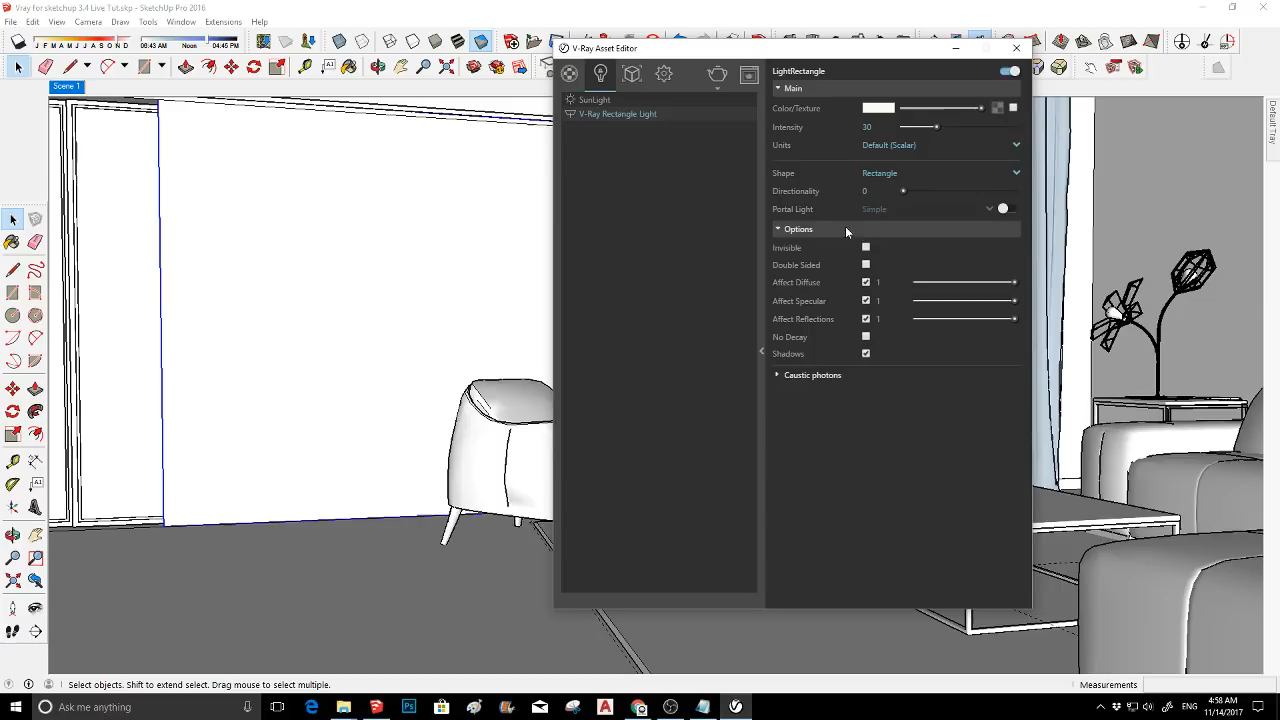 Vray for sketchup 3.4 Live Tut.skp - SketchUp Pro 2016
File Edit View Camera Draw Tools Window Extensions Help
J F M A M J J A S O N D 06:43 AM Noon 04:45 PM
Scene 1
V-Ray Asset Editor
SunLight
V-Ray Rectangle Light
LightRectangle
Main
Color/Texture
Intensity 30
Units Default (Scalar)
Shape Rectangle
Directionality 0
Portal Light Simple
Options
Invisible
Double Sided
Affect Diffuse 1
Affect Specular 1
Affect Reflections 1
No Decay
Shadows
Caustic photons
Default Tray
Select objects. Shift to extend select. Drag mouse to select multiple.
Measurements
Ask me anything
ENG
4:58 AM
11/14/2017